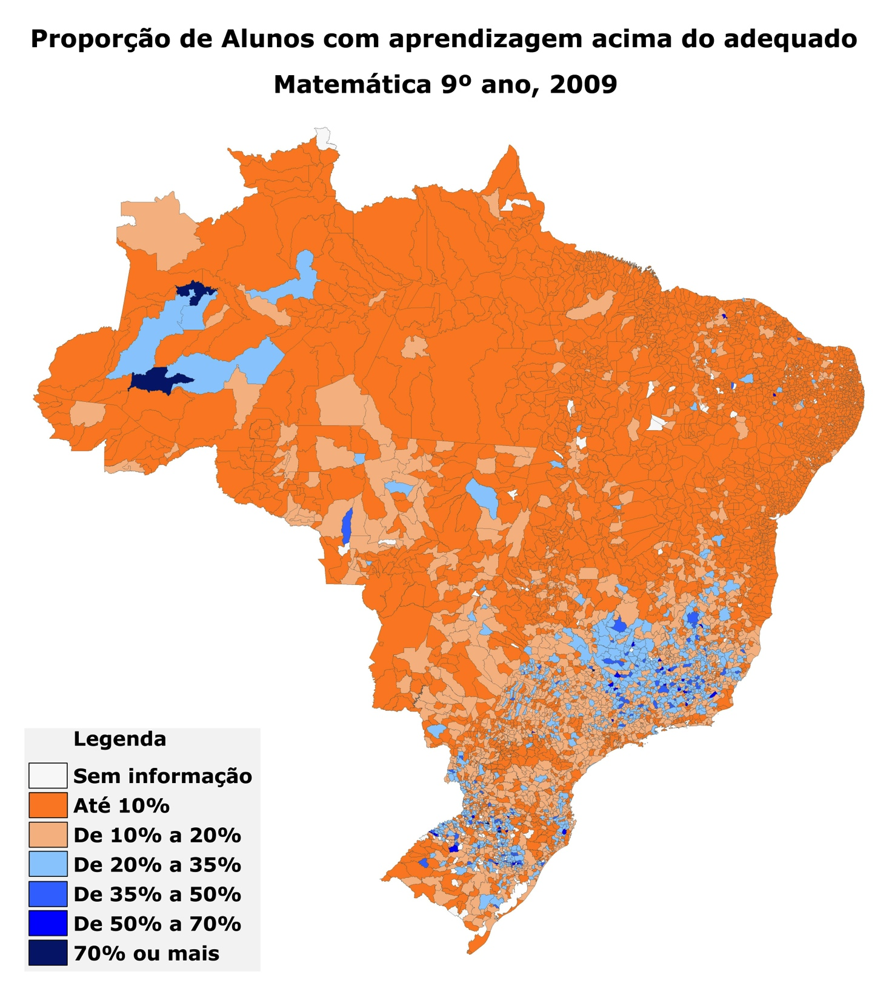 Proporção de Alunos com aprendizagem acima do adequado
Matemática 9º ano, 2009
Legenda
Sem informação
Até 10%
De 10% a 20%
De 20% a 35%
De 35% a 50%
De 50% a 70%
70% ou mais